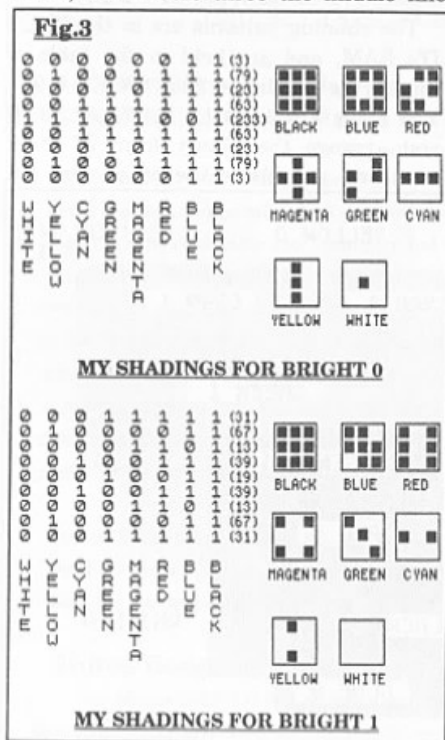 Fig.3
0 0 0 0 0 0 1 1 (3)
0 1 0 0 1 1 1 1 (79)
0 0 0 1 0 1 1 1 (23)
0 0 1 1 1 1 1 1 (63)
1 1 1 0 1 0 0 1 (233)
0 0 1 1 1 1 1 1 (63)
0 0 0 1 0 1 1 1 (23)
0 1 0 0 1 1 1 1 (79)
0 0 0 0 0 0 1 1 (3)
WHITE
YELLOW
CYAN
GREEN
MAGENTA
RED
BLUE
BLACK
BLACK BLUE RED
MAGENTA GREEN CYAN
YELLOW WHITE
MY SHADINGS FOR BRIGHT 0
0 0 0 1 1 1 1 1 (31)
0 1 0 0 0 0 1 1 (67)
0 0 0 0 1 1 0 1 (13)
0 0 1 0 0 1 1 1 (39)
0 0 0 1 0 0 1 1 (19)
0 0 1 0 0 1 1 1 (39)
0 0 0 0 1 1 0 1 (13)
0 1 0 0 0 0 1 1 (67)
0 0 0 1 1 1 1 1 (31)
WHITE
YELLOW
CYAN
GREEN
MAGENTA
RED
BLUE
BLACK
BLACK BLUE RED
MAGENTA GREEN CYAN
YELLOW WHITE
MY SHADINGS FOR BRIGHT 1